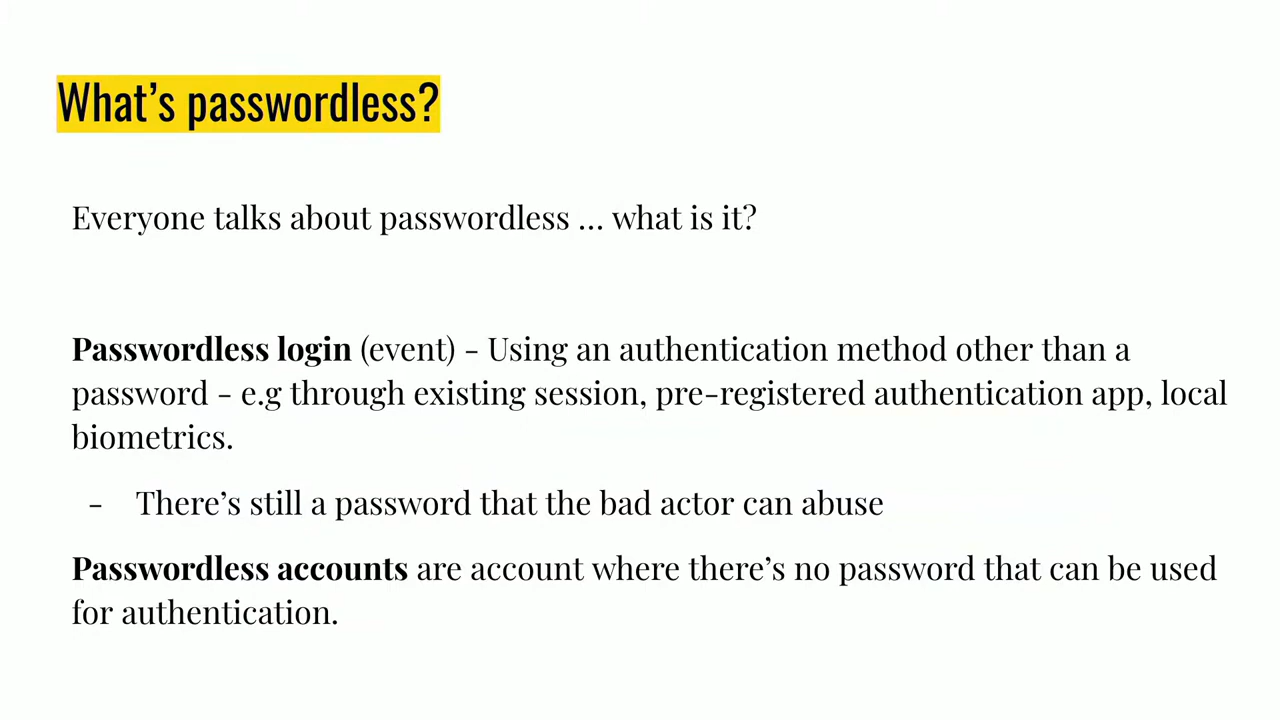 What’s passwordless?
Everyone talks about passwordless ... what is it?
Passwordless login (event) - Using an authentication method other than a
password - e.g through existing session, pre-registered authentication app, local
biometrics.
- There’s still a password that the bad actor can abuse
Passwordless accounts are account where there’s no password that can be used
for authentication.